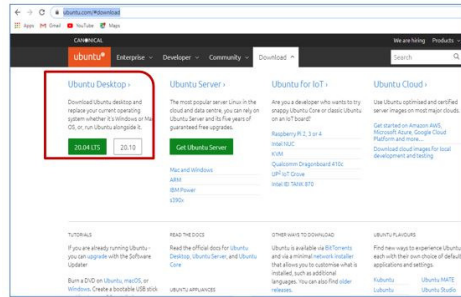 ubuntu.com/#download
Apps Gmail YouTube Maps
CANONICAL We are hiring Products
ubuntu Enterprise Developer Community Download Search
Ubuntu Desktop ›
Download Ubuntu desktop and
replace your current operating
system whether it's Windows or Mac
OS, or, run Ubuntu alongside it.
20.04 LTS 20.10
Ubuntu Server ›
The most popular server Linux in the
cloud and data centre, you can rely on
Ubuntu Server and its five years of
guaranteed free upgrades.
Get Ubuntu Server
Mac and Windows
ARM
IBM Power
s390x
Ubuntu for IoT ›
Are you a developer who wants to try
snappy Ubuntu Core or classic Ubuntu
on an IoT board?
Raspberry Pi 2, 3 or 4
Intel NUC
KVM
Qualcomm Dragonboard 410c
UP² IoT Grove
Intel IEI TANK 870
Ubuntu Cloud ›
Use Ubuntu optimised and certified
server images on most major clouds.
Get started on Amazon AWS,
Microsoft Azure, Google Cloud
Platform and more...
Download cloud images for local
development and testing
TUTORIALS
If you are already running Ubuntu -
you can upgrade with the Software
Updater
Burn a DVD on Ubuntu, macOS, or
Windows. Create a bootable USB stick
READ THE DOCS
Read the official docs for Ubuntu
Desktop, Ubuntu Server, and Ubuntu
Core
UBUNTU APPLIANCES
OTHER WAYS TO DOWNLOAD
Ubuntu is available via BitTorrents
and via a minimal network installer
that allows you to customise what is
installed, such as additional
languages. You can also find older
releases.
UBUNTU FLAVOURS
Find new ways to experience Ubuntu,
each with their own choice of default
applications and settings.
Kubuntu Ubuntu MATE
Lubuntu Ubuntu Studio